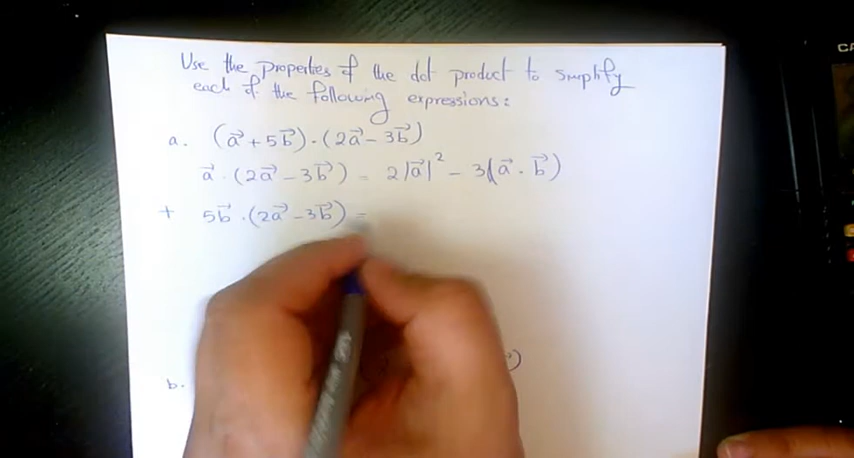 Use the properties of the dot product to simplify
each of the following expressions:
a. (a⃗ + 5b⃗) · (2a⃗ - 3b⃗)
a⃗ · (2a⃗ - 3b⃗) = 2|a⃗|² - 3(a⃗ · b⃗)
+ 5b⃗ · (2a⃗ - 3b⃗) =
b.